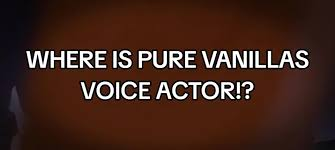 WHERE IS PURE VANILLAS
VOICE ACTOR!?